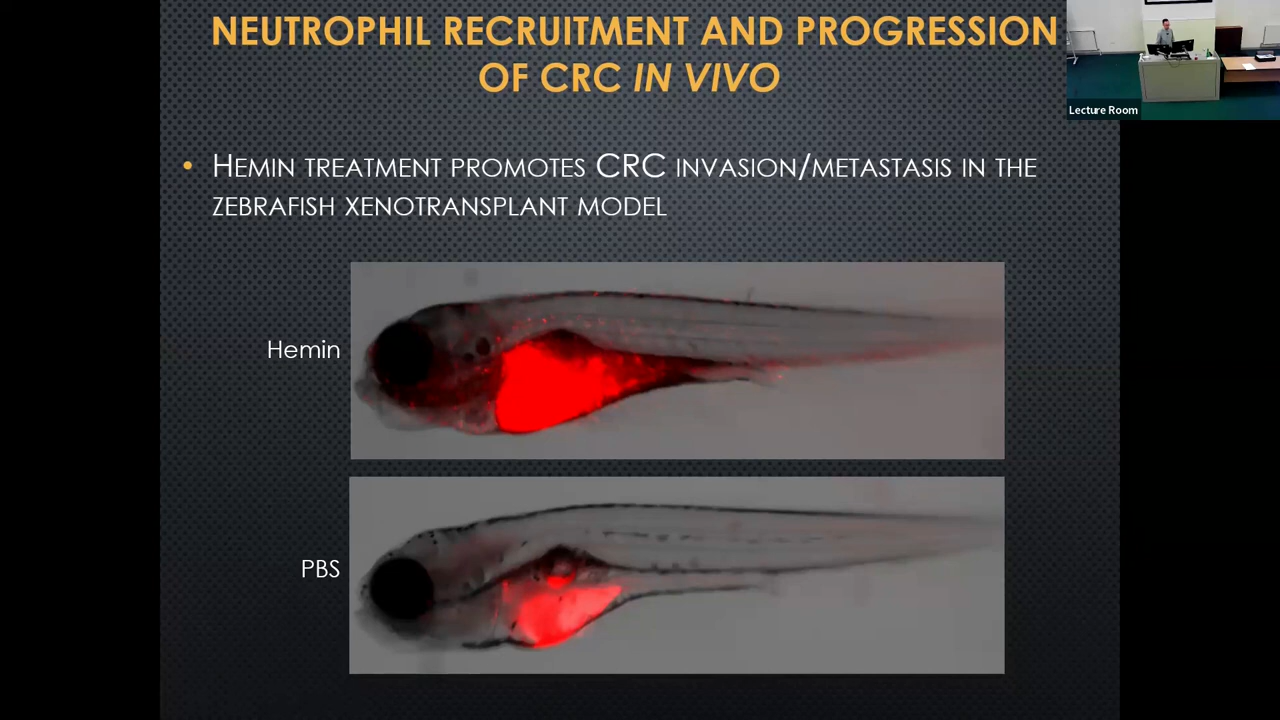 NEUTROPHIL RECRUITMENT AND PROGRESSION
OF CRC IN VIVO
Lecture Room
• HEMIN TREATMENT PROMOTES CRC INVASION/METASTASIS IN THE
ZEBRAFISH XENOTRANSPLANT MODEL
Hemin
PBS